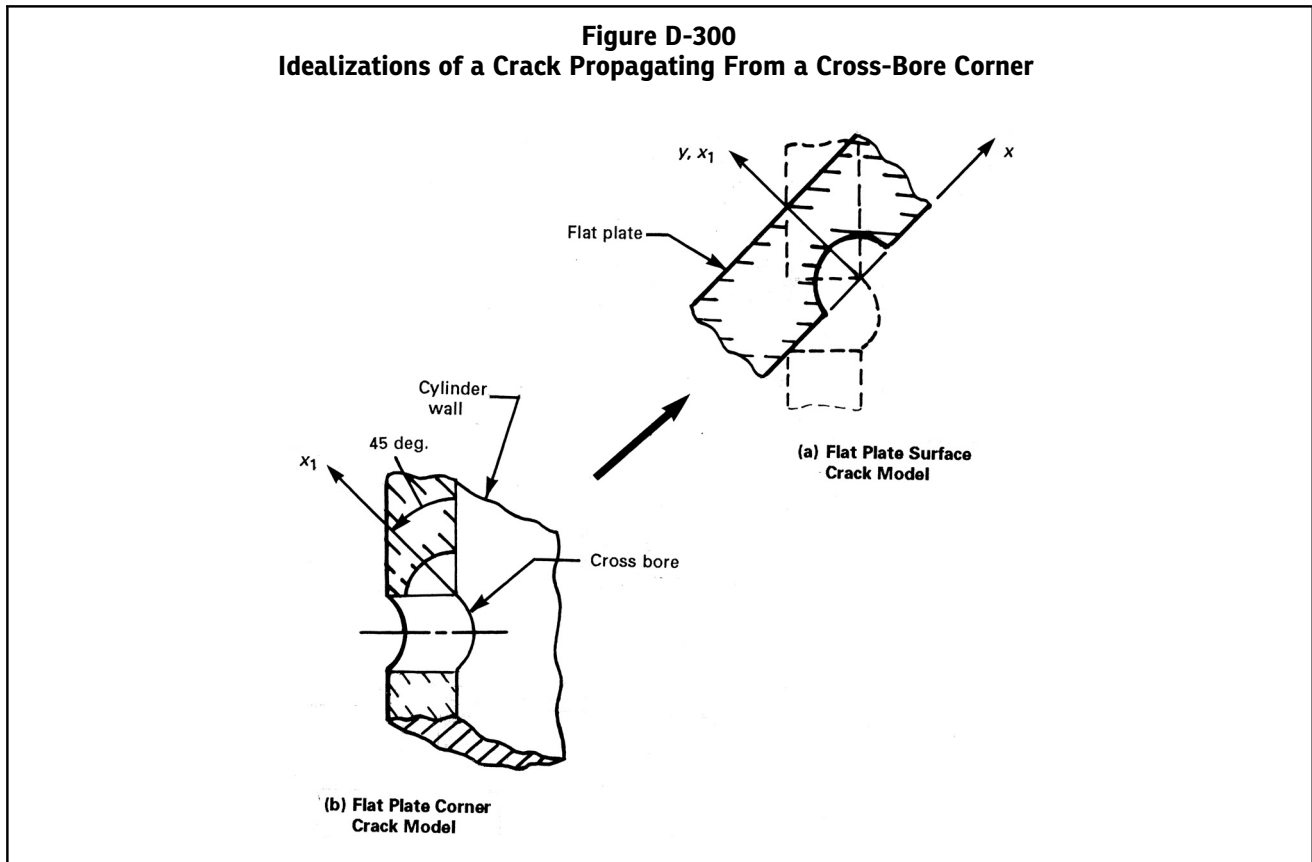 Figure D-300
Idealizations of a Crack Propagating From a Cross-Bore Corner
y, x1
x
Flat plate
(a) Flat Plate Surface
Crack Model
Cylinder
wall
45 deg.
x1
Cross bore
(b) Flat Plate Corner
Crack Model